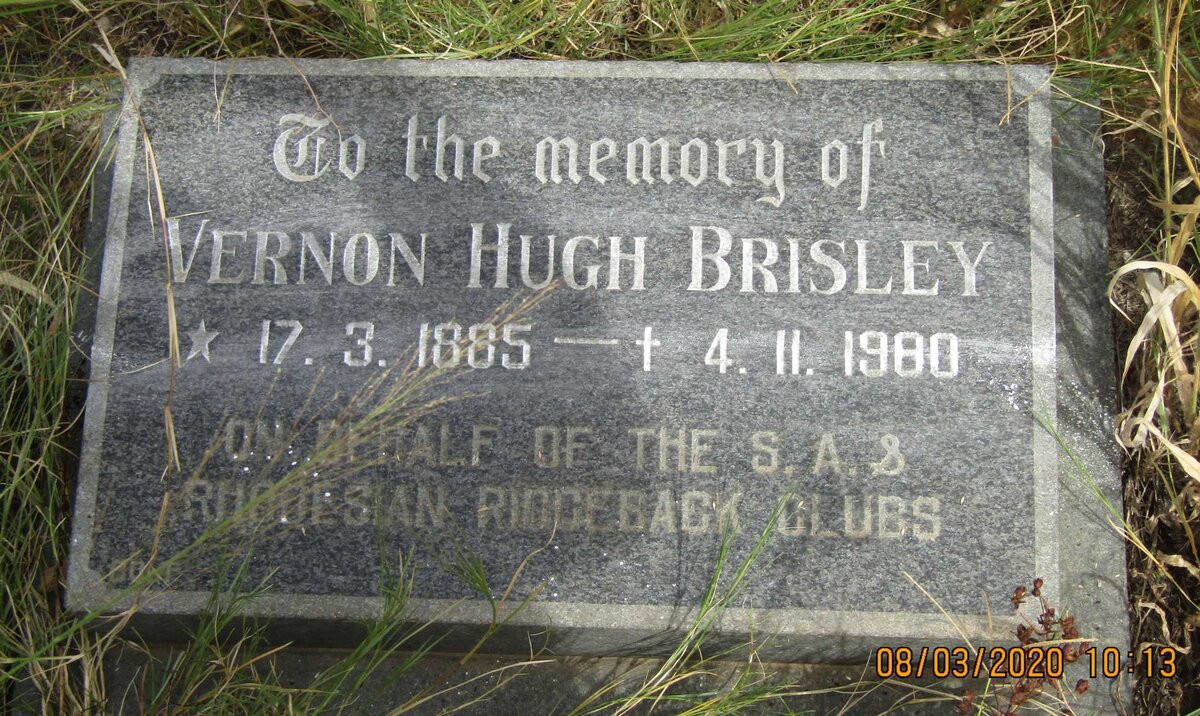 To the memory of
VERNON HUGH BRISLEY
★ 17. 3. 1885 — † 4. 11. 1980
ON BEHALF OF THE S. A. &
RHODESIAN RIDGEBACK CLUBS
08/03/2020 10:13